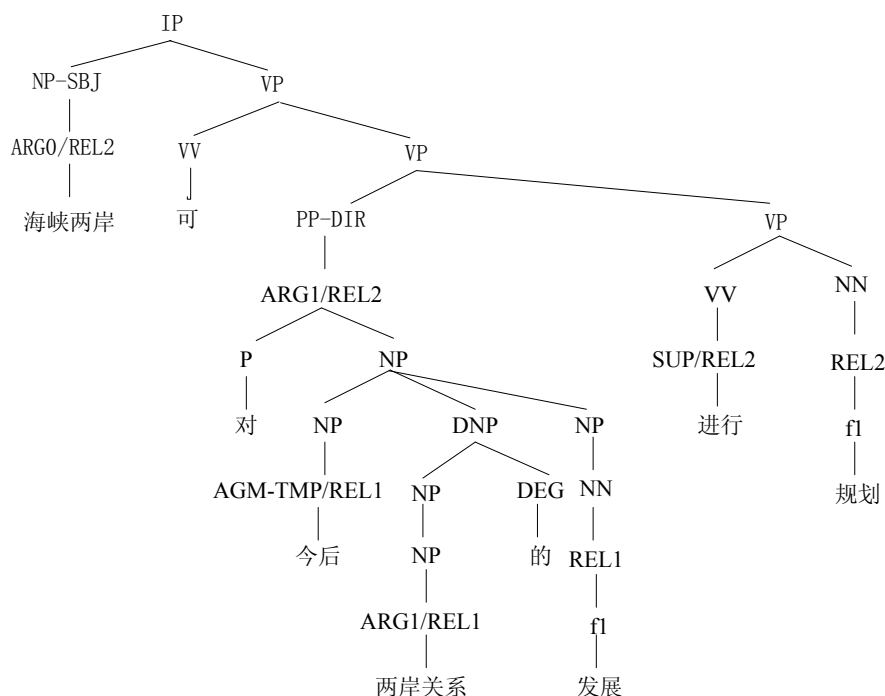 IP
NP-SBJ VP
ARG0/REL2 VV VP
海峡两岸 可 PP-DIR VP
ARG1/REL2 VV NN
P NP SUP/REL2 REL2
对 NP DNP NP 进行 f1
AGM-TMP/REL1 NP DEG NN 规划
今后 NP 的 REL1
ARG1/REL1 f1
两岸关系 发展